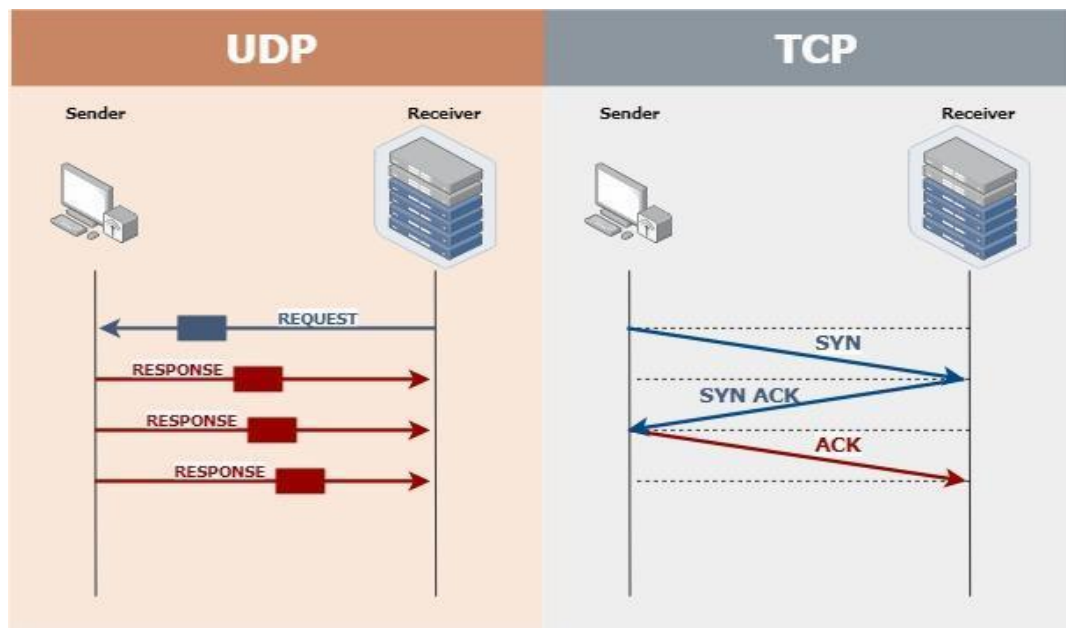 UDP
TCP
Sender
Receiver
Sender
Receiver
REQUEST
RESPONSE
RESPONSE
RESPONSE
SYN
SYN ACK
ACK